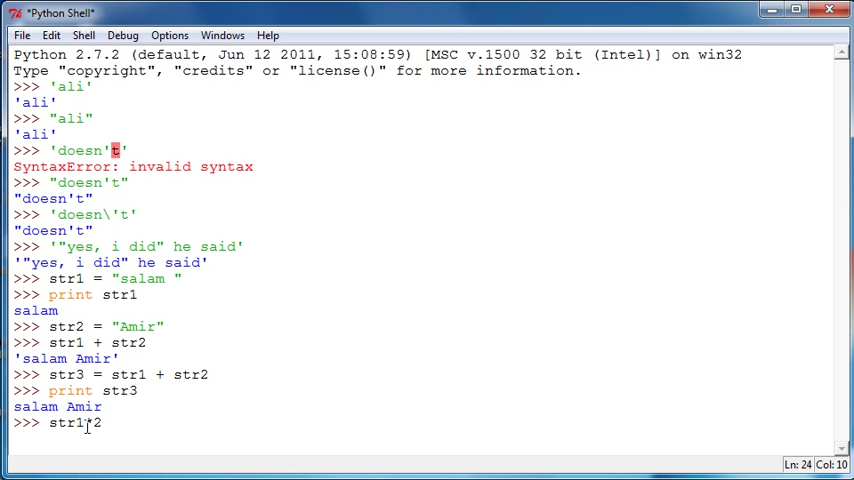 *Python Shell*
File Edit Shell Debug Options Windows Help
Python 2.7.2 (default, Jun 12 2011, 15:08:59) [MSC v.1500 32 bit (Intel)] on win32
Type "copyright", "credits" or "license()" for more information.
>>> 'ali'
'ali'
>>> "ali"
'ali'
>>> 'doesn't'
SyntaxError: invalid syntax
>>> "doesn't"
"doesn't"
>>> 'doesn\'t'
"doesn't"
>>> '"yes, i did" he said'
'"yes, i did" he said'
>>> str1 = "salam "
>>> print str1
salam
>>> str2 = "Amir"
>>> str1 + str2
'salam Amir'
>>> str3 = str1 + str2
>>> print str3
salam Amir
>>> str1*2
Ln: 24 Col: 10